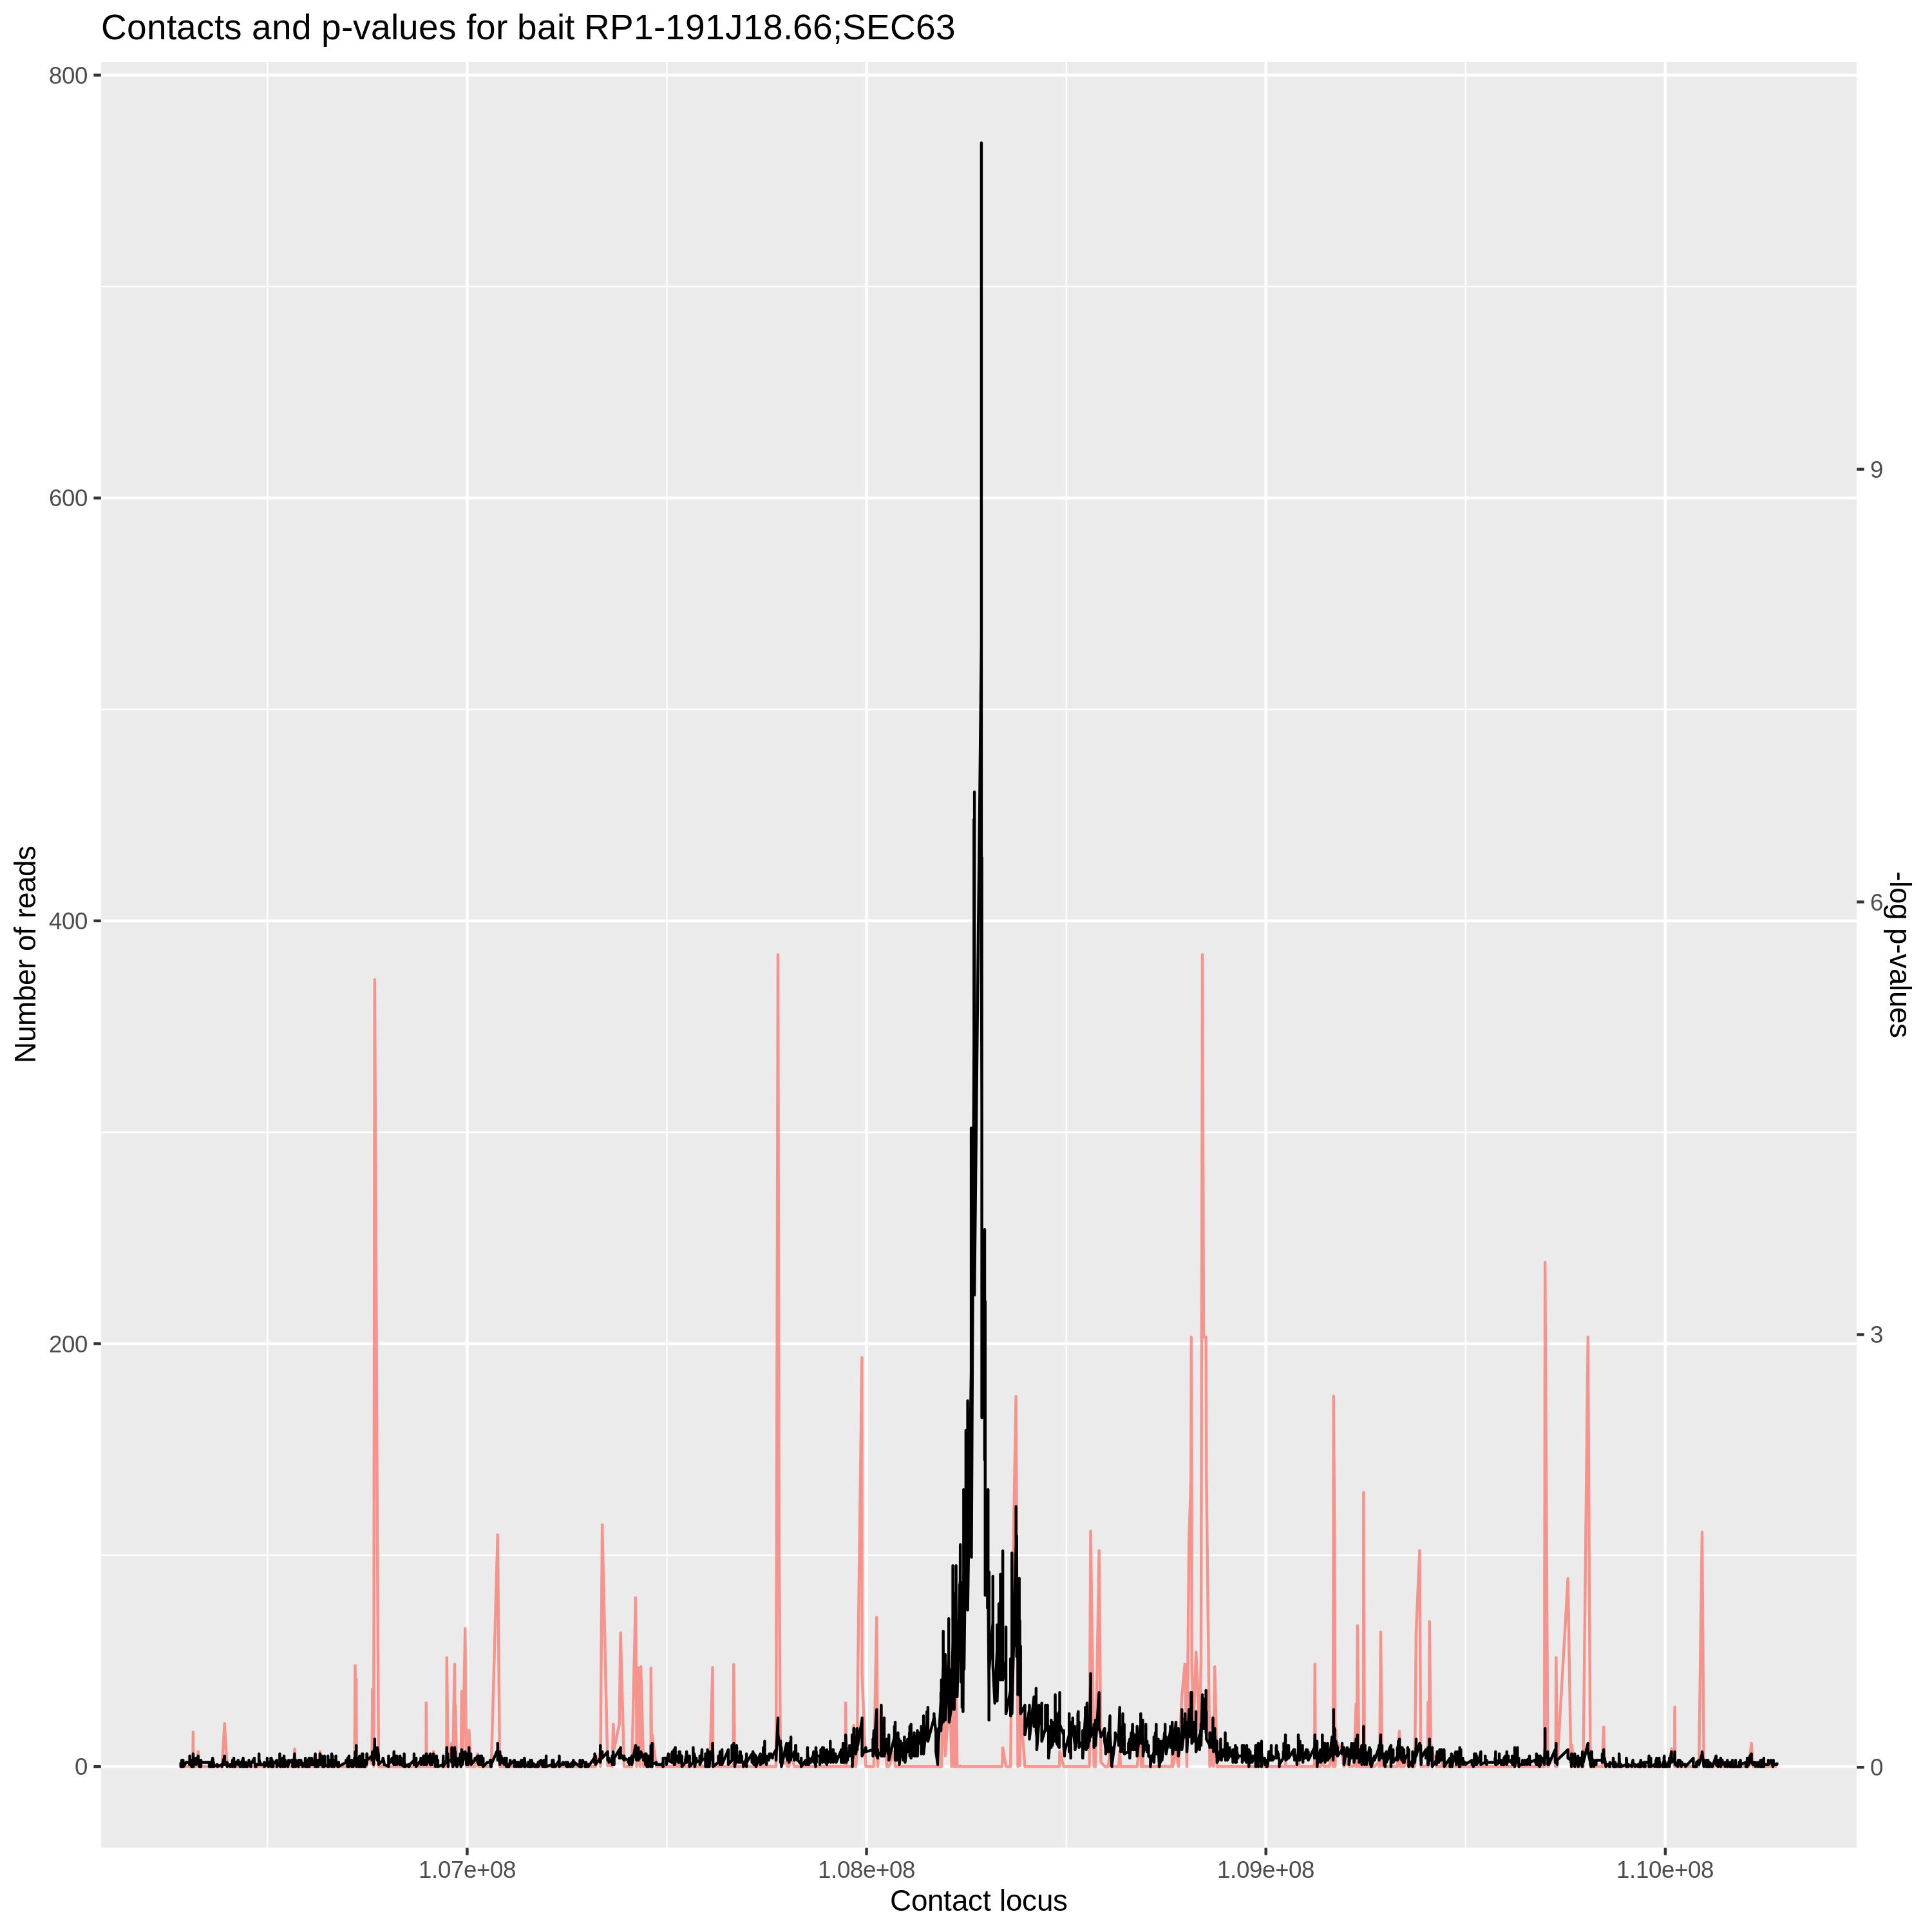 Contacts and p-values for bait RP1-191J18.66;SEC63
800
600
400
200
0
Number of reads
9
6
3
0
-log p-values
1.07e+08
1.08e+08
1.09e+08
1.10e+08
Contact locus